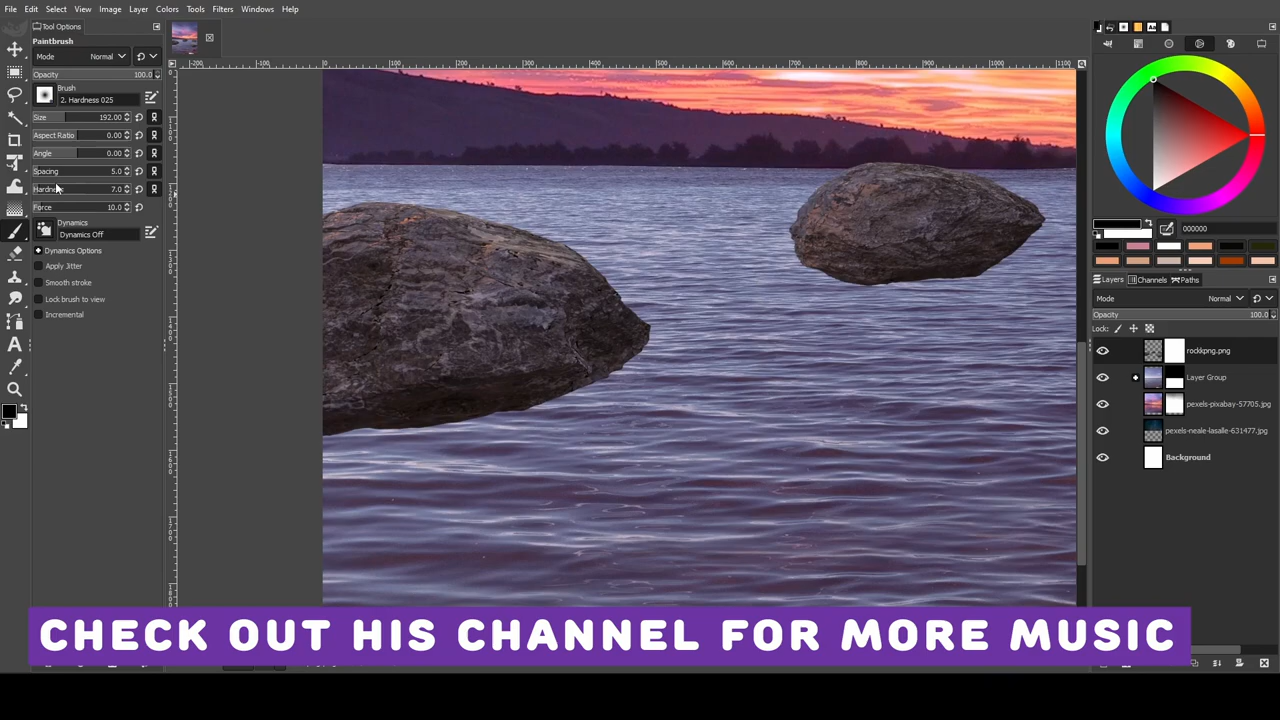 File Edit Select View Image Layer Colors Tools Filters Windows Help
Tool Options
Paintbrush
Mode Normal
Opacity 100.0
Brush
2. Hardness 025
Size 192.00
Aspect Ratio 0.00
Angle 0.00
Spacing 5.0
Hardne 7.0
Force 10.0
Dynamics
Dynamics Off
Dynamics Options
Apply Jitter
Smooth stroke
Lock brush to view
Incremental
000000
Layers Channels Paths
Mode Normal
Opacity 100.0
Lock:
rockkpng.png
Layer Group
pexels-pixabay-57705.jpg
pexels-neale-lasalle-631477.jpg
Background
CHECK OUT HIS CHANNEL FOR MORE MUSIC